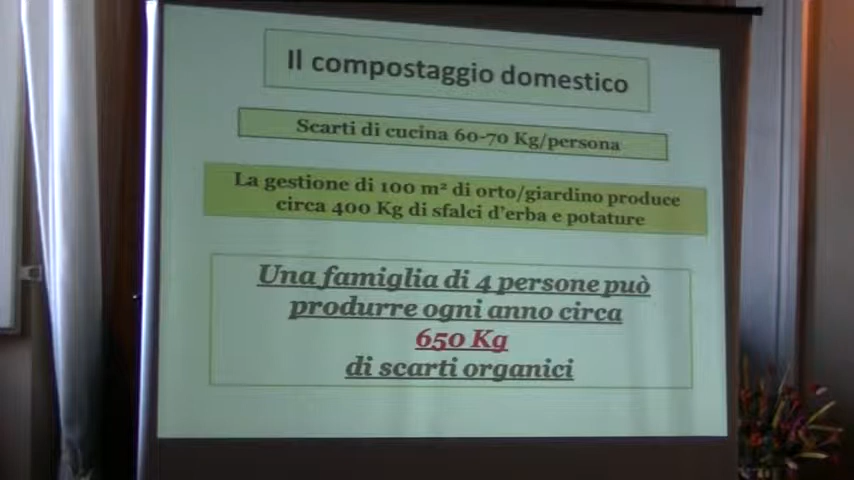 Il compostaggio domestico
Scarti di cucina 60-70 Kg/persona
La gestione di 100 m² di orto/giardino produce
circa 400 Kg di sfalci d'erba e potature
Una famiglia di 4 persone può
produrre ogni anno circa
650 Kg
di scarti organici